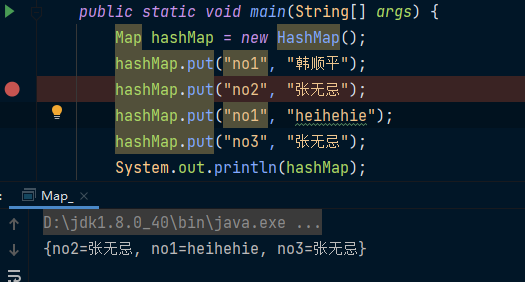 public static void main(String[] args) {
Map hashMap = new HashMap();
hashMap.put("no1", "韩顺平");
hashMap.put("no2", "张无忌");
hashMap.put("no1", "heihehie");
hashMap.put("no3", "张无忌");
System.out.println(hashMap);
: Map_ ×
D:\jdk1.8.0_40\bin\java.exe ...
{no2=张无忌, no1=heihehie, no3=张无忌}